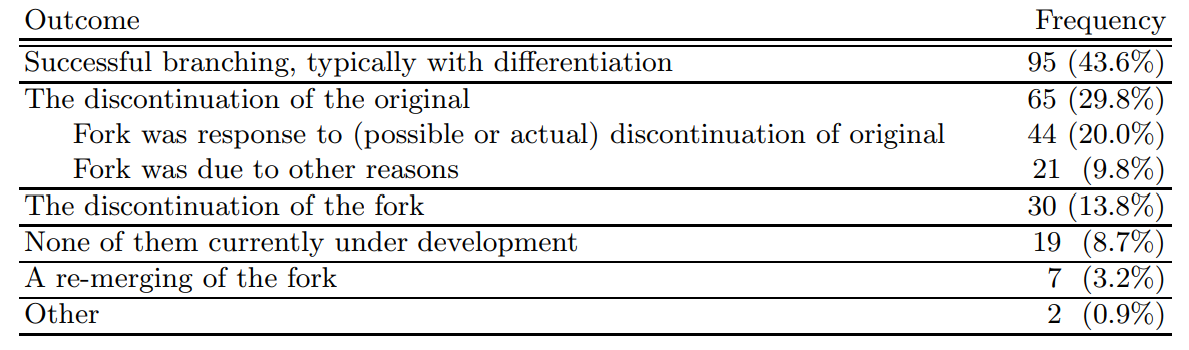 Outcome Frequency
Successful branching, typically with differentiation 95 (43.6%)
The discontinuation of the original 65 (29.8%)
Fork was response to (possible or actual) discontinuation of original 44 (20.0%)
Fork was due to other reasons 21 (9.8%)
The discontinuation of the fork 30 (13.8%)
None of them currently under development 19 (8.7%)
A re-merging of the fork 7 (3.2%)
Other 2 (0.9%)